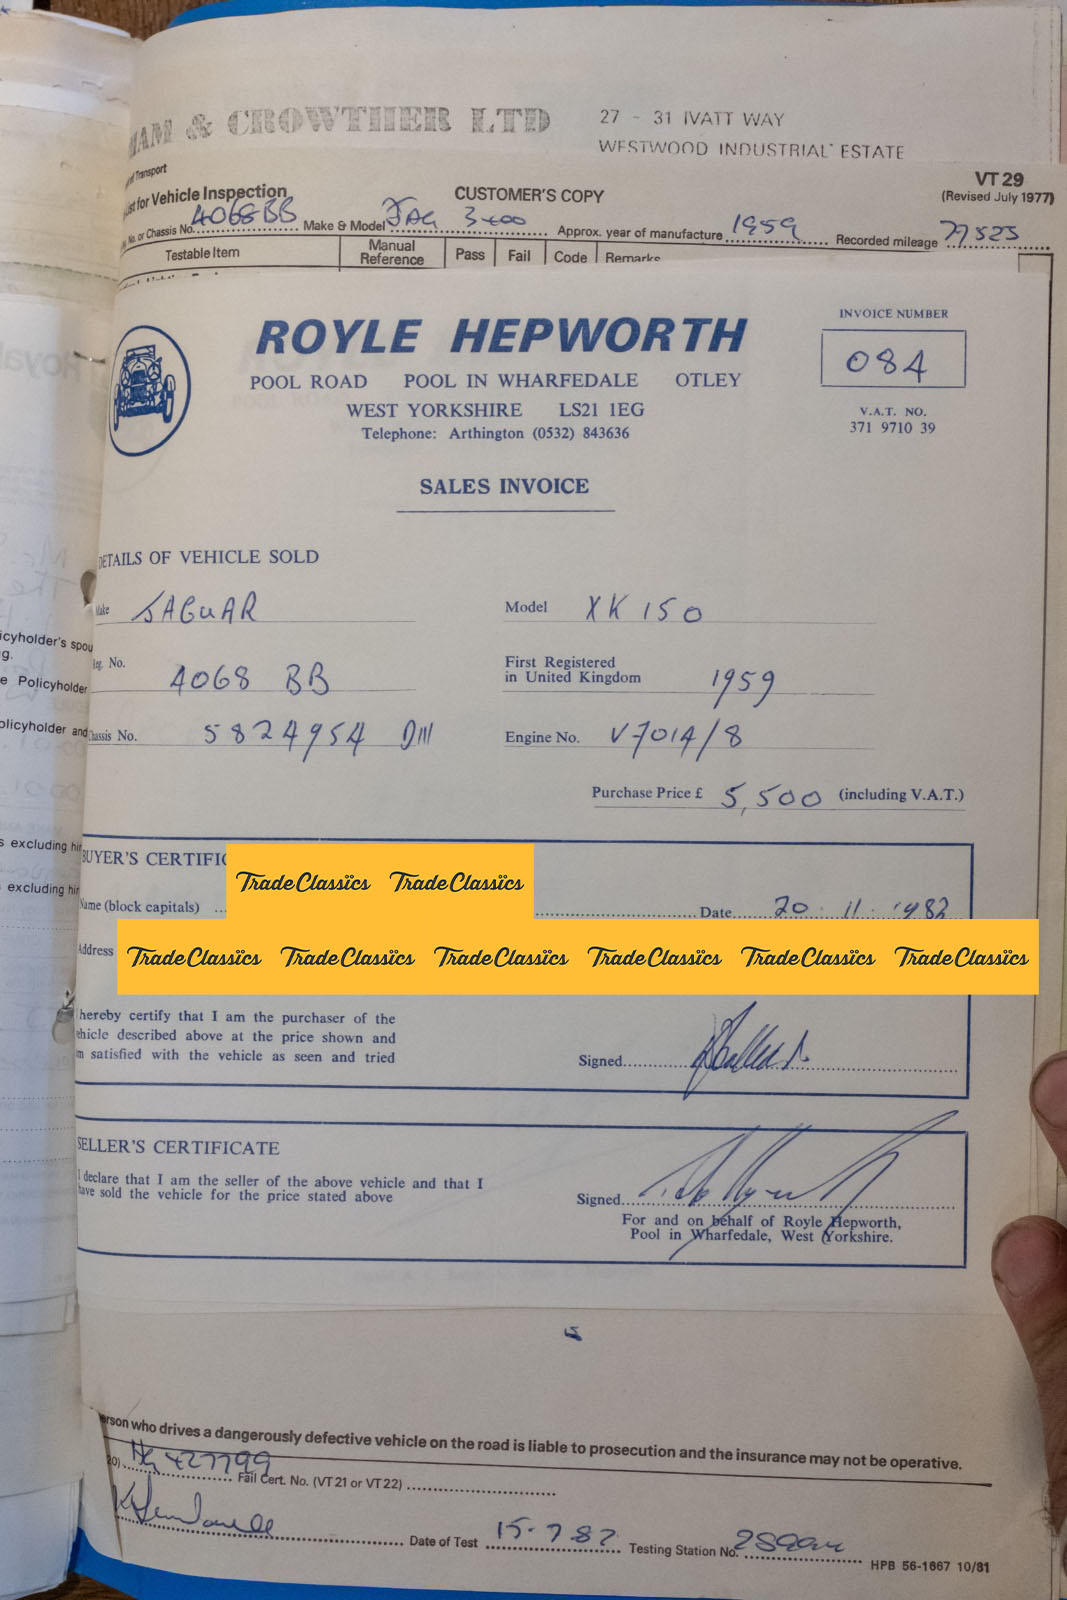 HAM & CROWTHER LTD
27 - 31 IVATT WAY
WESTWOOD INDUSTRIAL ESTATE
Transport
VT 29
list for Vehicle Inspection
CUSTOMER'S COPY
(Revised July 1977)
No. or Chassis No. 4068BB Make & Model JAG 3400 Approx. year of manufacture 1959 Recorded mileage 77525
Testable Item Manual Reference Pass Fail Code Remarks
ROYLE HEPWORTH
INVOICE NUMBER
084
POOL ROAD POOL IN WHARFEDALE OTLEY
WEST YORKSHIRE LS21 1EG
V.A.T. NO.
371 9710 39
Telephone: Arthington (0532) 843636
SALES INVOICE
DETAILS OF VEHICLE SOLD
Make JAGUAR Model XK 150
Reg. No. 4068 BB First Registered in United Kingdom 1959
Chassis No. 5824954 DW Engine No. V7014/8
Purchase Price £ 5,500 (including V.A.T.)
BUYER'S CERTIFIC
TradeClassics TradeClassics
Name (block capitals) Date 20 . 11 . 1982
Address TradeClassics TradeClassics TradeClassics TradeClassics TradeClassics TradeClassics
I hereby certify that I am the purchaser of the
vehicle described above at the price shown and
am satisfied with the vehicle as seen and tried
Signed
SELLER'S CERTIFICATE
I declare that I am the seller of the above vehicle and that I
have sold the vehicle for the price stated above
Signed
For and on behalf of Royle Hepworth,
Pool in Wharfedale, West Yorkshire.
person who drives a dangerously defective vehicle on the road is liable to prosecution and the insurance may not be operative.
20) 427799 Fail Cert. No. (VT 21 or VT 22)
Date of Test 15-7 82 Testing Station No.
HPB 56-1667 10/81
icyholder's spou
g.
e Policyholder
olicyholder and
s excluding hi
excluding hi